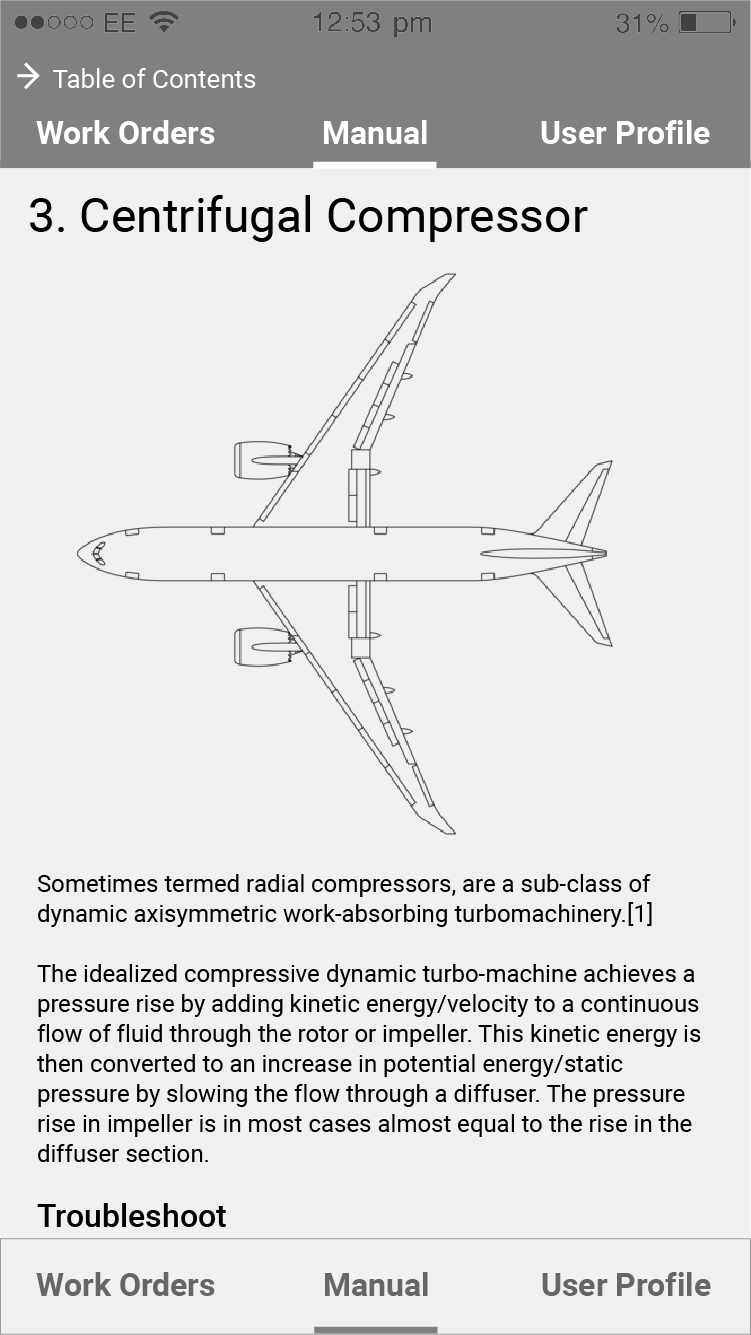 EE 12:53 pm 31%
Table of Contents
Work Orders Manual User Profile
3. Centrifugal Compressor
Sometimes termed radial compressors, are a sub-class of
dynamic axisymmetric work-absorbing turbomachinery.[1]
The idealized compressive dynamic turbo-machine achieves a
pressure rise by adding kinetic energy/velocity to a continuous
flow of fluid through the rotor or impeller. This kinetic energy is
then converted to an increase in potential energy/static
pressure by slowing the flow through a diffuser. The pressure
rise in impeller is in most cases almost equal to the rise in the
diffuser section.
Troubleshoot
Work Orders Manual User Profile